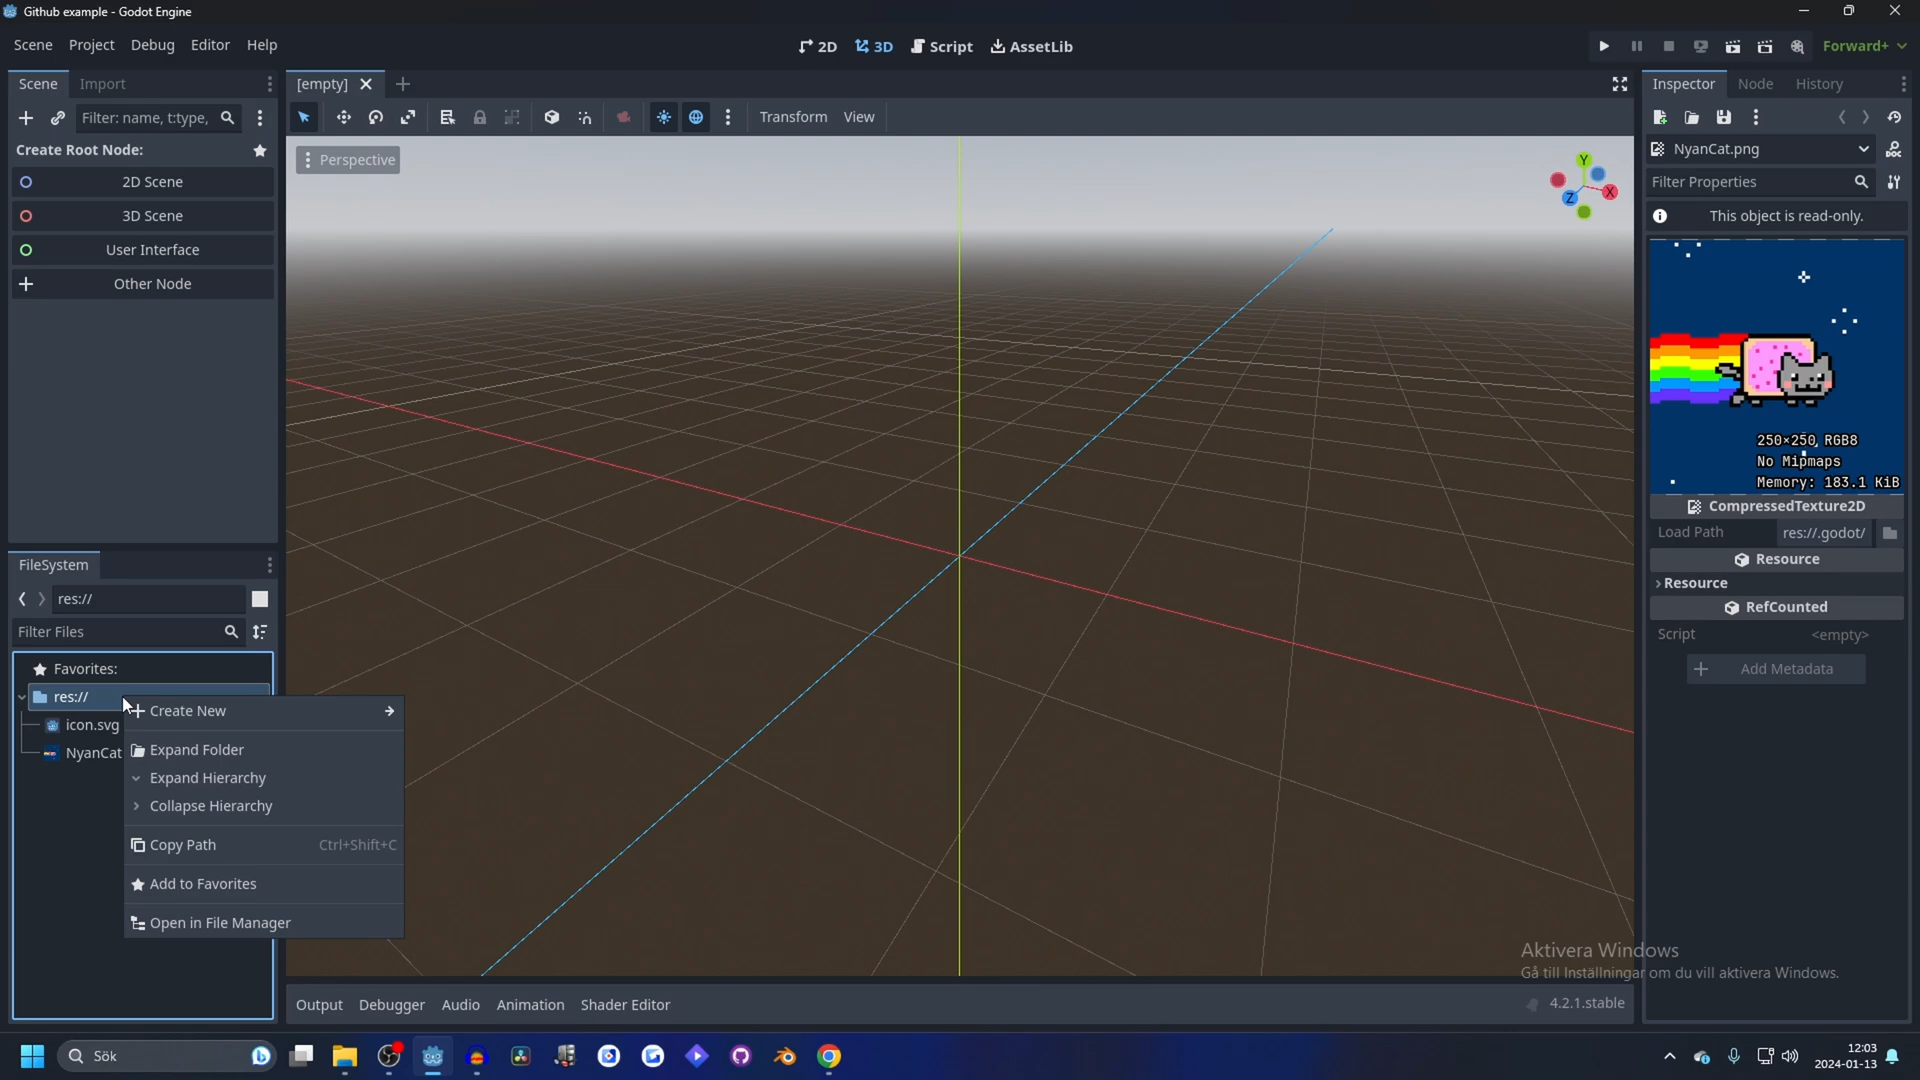 Github example - Godot Engine
Scene Project Debug Editor Help
2D 3D Script AssetLib
Forward+
Scene Import
Filter: name, t:type,
Create Root Node:
2D Scene
3D Scene
User Interface
Other Node
[empty]
Transform View
Perspective
Y
X
Z
Inspector Node History
NyanCat.png
DOC
Filter Properties
This object is read-only.
250×250, RGB8
No Mipmaps
Memory: 183.1 KiB
CompressedTexture2D
Load Path res://.godot/
Resource
Resource
RefCounted
Script <empty>
Add Metadata
FileSystem
res://
Filter Files
Favorites:
res://
icon.svg
NyanCat
Create New
Expand Folder
Expand Hierarchy
Collapse Hierarchy
Copy Path Ctrl+Shift+C
Add to Favorites
Open in File Manager
Aktivera Windows
Gå till Inställningar om du vill aktivera Windows.
Output Debugger Audio Animation Shader Editor
4.2.1.stable
Sök
12:03
2024-01-13